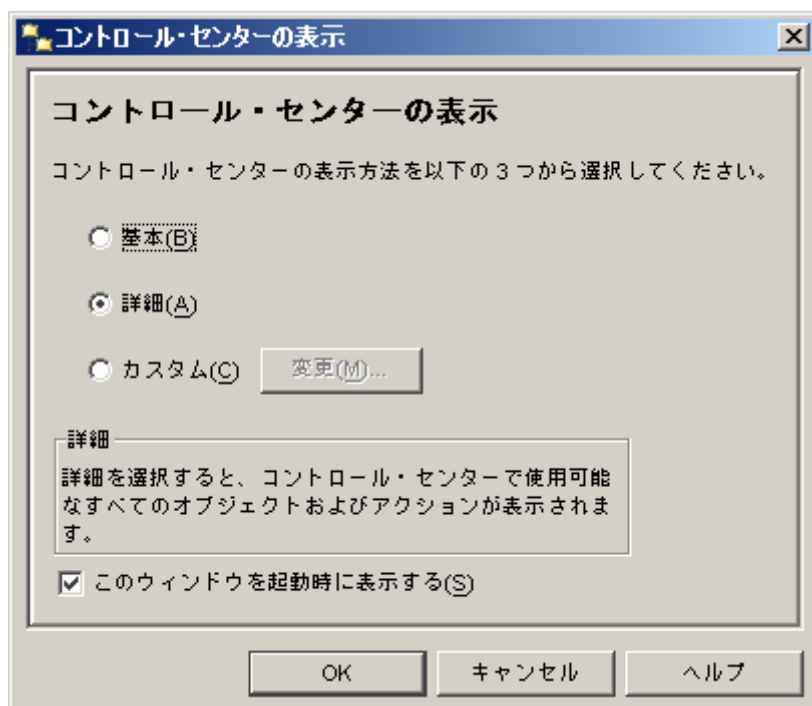 コントロール・センターの表示
コントロール・センターの表示
コントロール・センターの表示方法を以下の３つから選択してください。
基本(B)
詳細(A)
カスタム(C) 変更(M)...
詳細
詳細を選択すると、コントロール・センターで使用可能
なすべてのオブジェクトおよびアクションが表示されま
す。
このウィンドウを起動時に表示する(S)
OK キャンセル ヘルプ